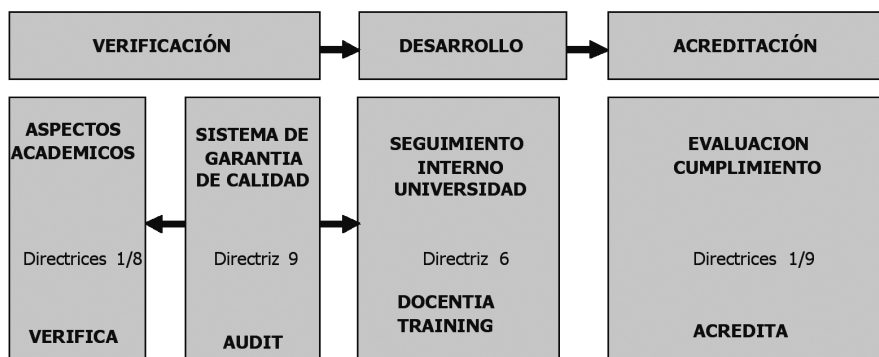 VERIFICACIÓN
DESARROLLO
ACREDITACIÓN
ASPECTOS
ACADEMICOS
Directrices 1/8
VERIFICA
SISTEMA DE
GARANTIA
DE CALIDAD
Directriz 9
AUDIT
SEGUIMIENTO
INTERNO
UNIVERSIDAD
Directriz 6
DOCENTIA
TRAINING
EVALUACION
CUMPLIMIENTO
Directrices 1/9
ACREDITA